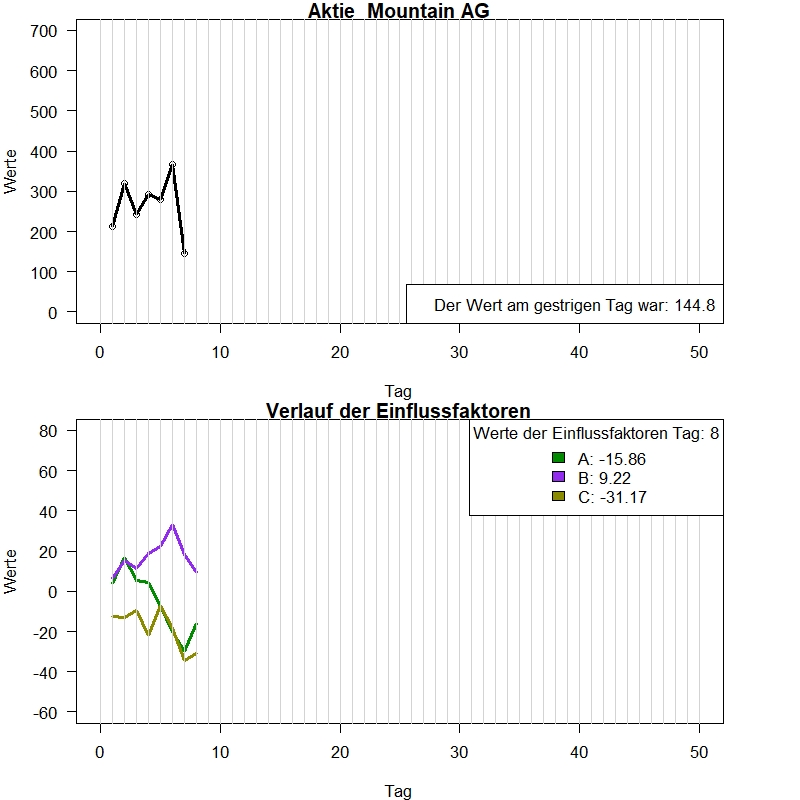 Aktie  Mountain AG
700
600
500
400
300
200
100
0
Werte
Der Wert am gestrigen Tag war: 144.8
0 10 20 30 40 50
Tag
Verlauf der Einflussfaktoren
80
60
40
20
0
-20
-40
-60
Werte
Werte der Einflussfaktoren Tag: 8
A: -15.86
B: 9.22
C: -31.17
0 10 20 30 40 50
Tag